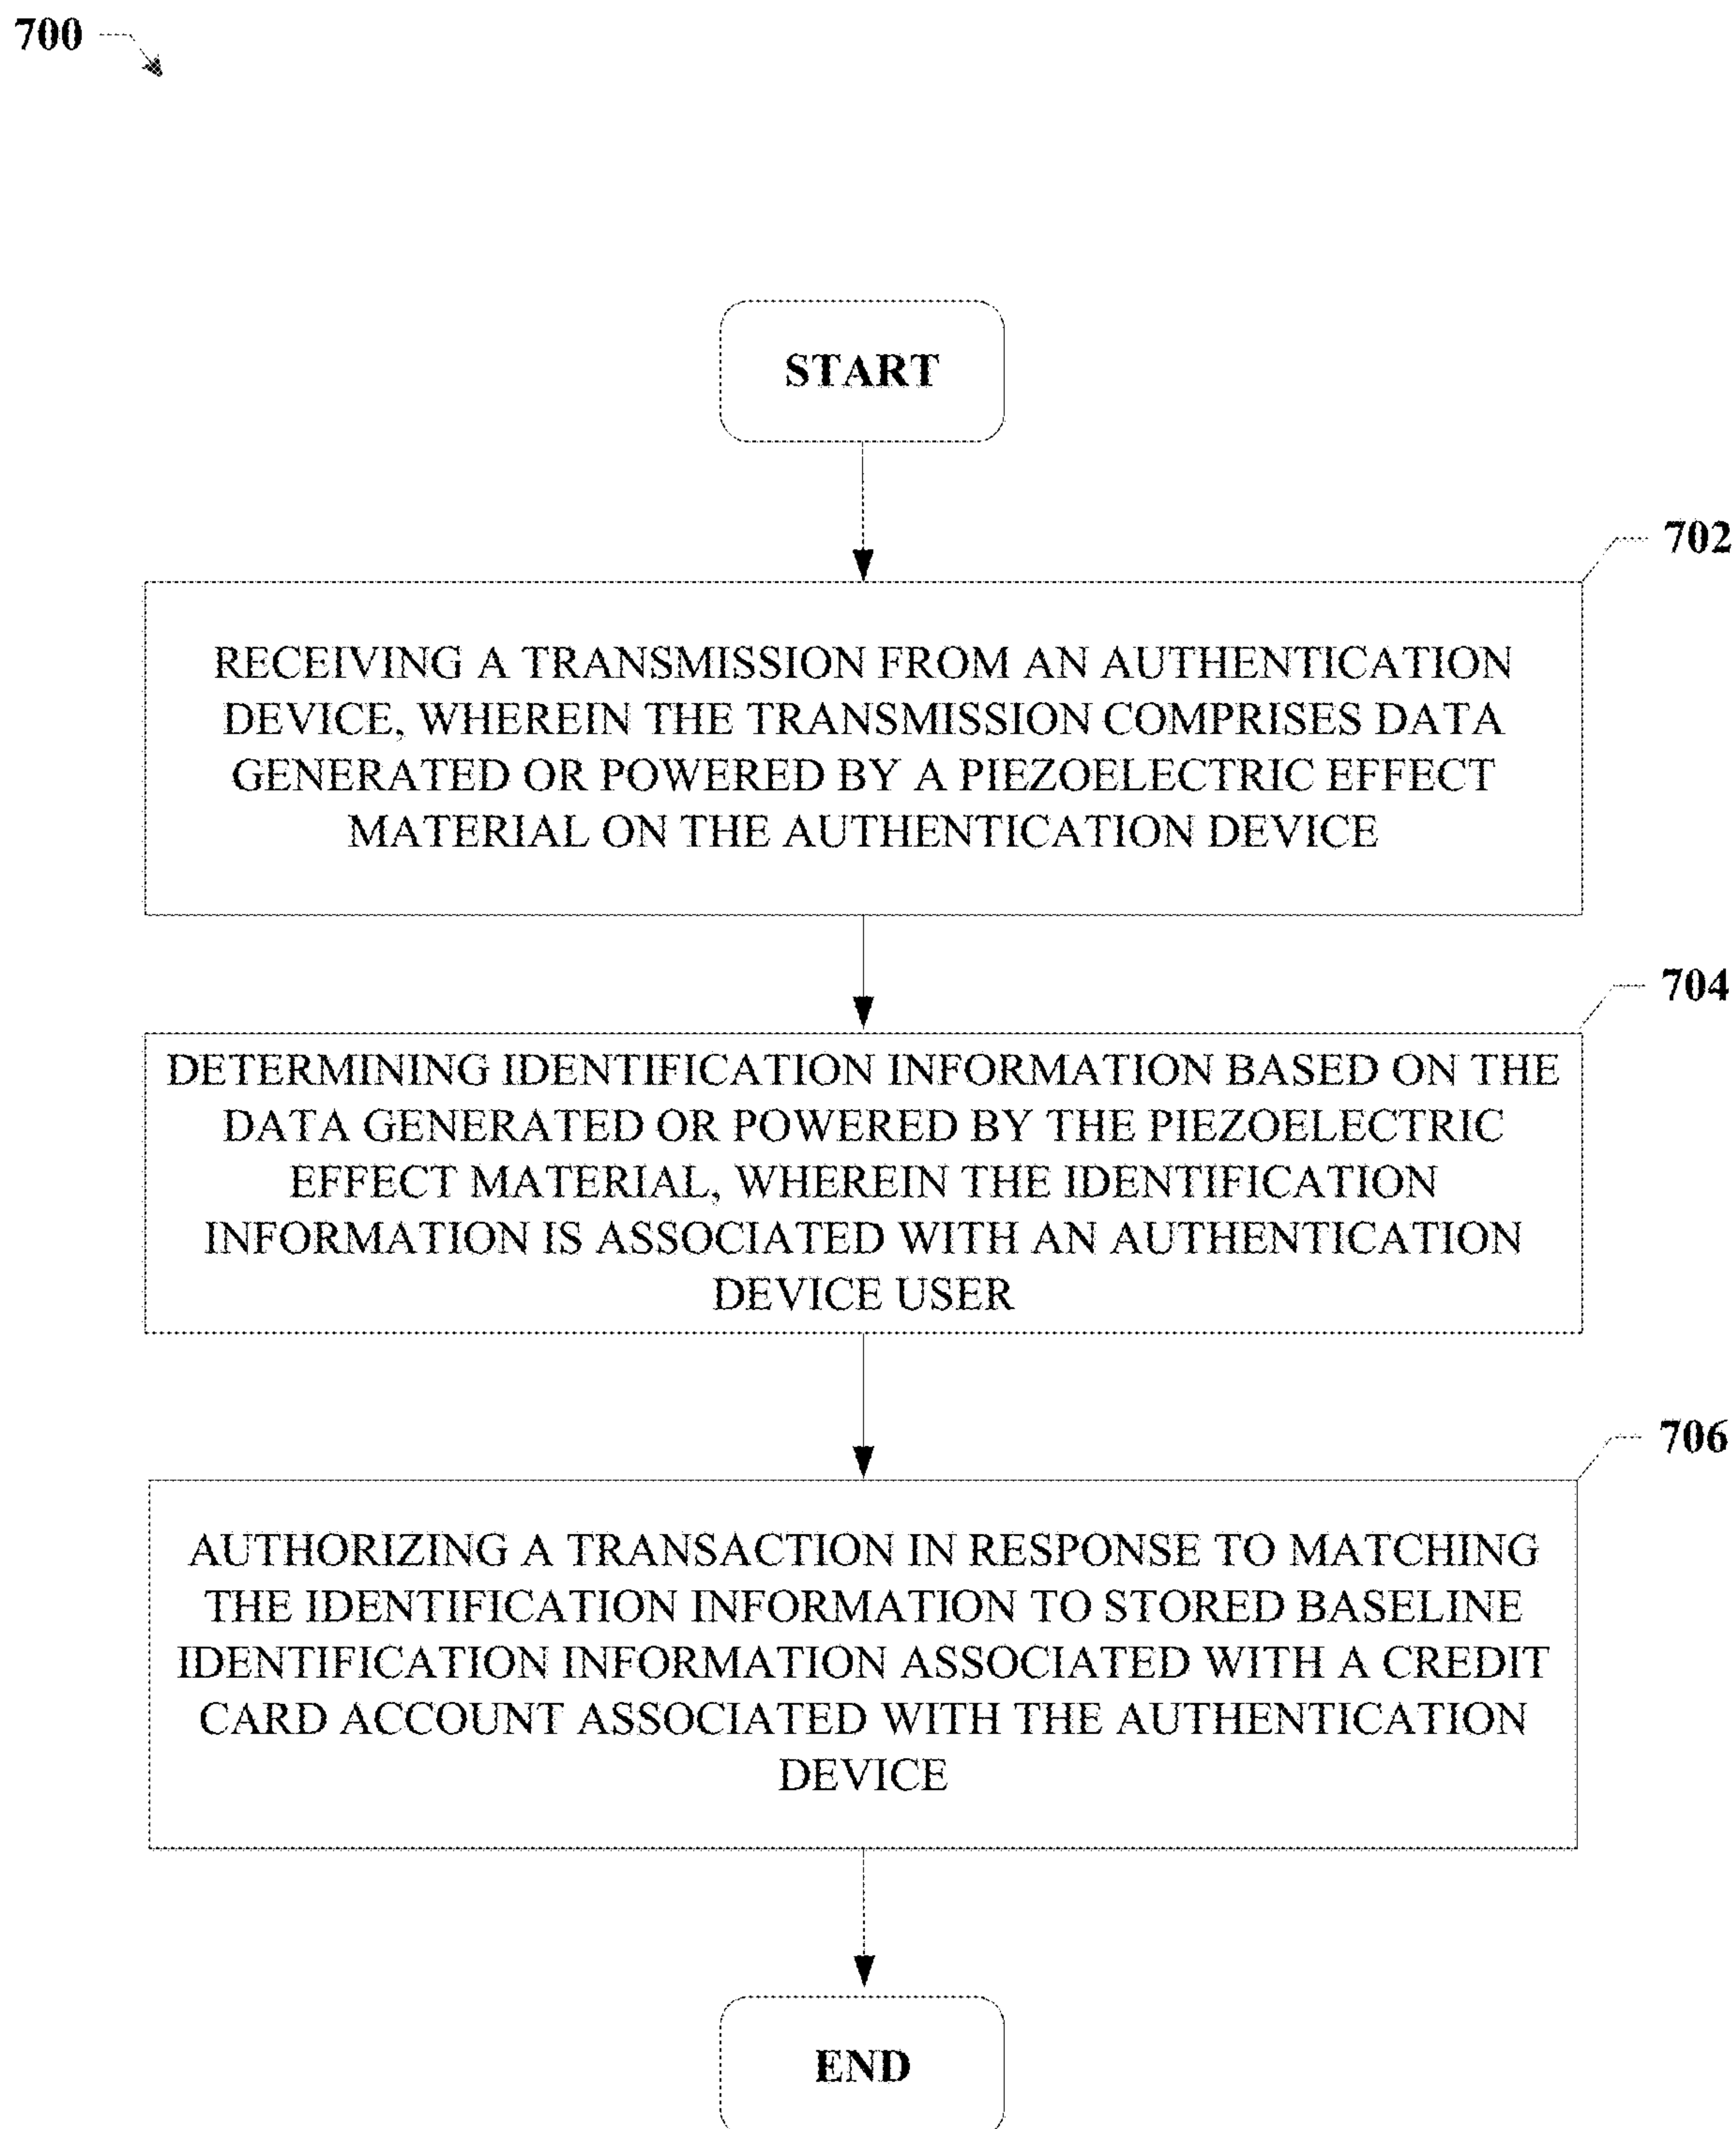 700
START
702
RECEIVING A TRANSMISSION FROM AN AUTHENTICATION
DEVICE, WHEREIN THE TRANSMISSION COMPRISES DATA
GENERATED OR POWERED BY A PIEZOELECTRIC EFFECT
MATERIAL ON THE AUTHENTICATION DEVICE
704
DETERMINING IDENTIFICATION INFORMATION BASED ON THE
DATA GENERATED OR POWERED BY THE PIEZOELECTRIC
EFFECT MATERIAL, WHEREIN THE IDENTIFICATION
INFORMATION IS ASSOCIATED WITH AN AUTHENTICATION
DEVICE USER
706
AUTHORIZING A TRANSACTION IN RESPONSE TO MATCHING
THE IDENTIFICATION INFORMATION TO STORED BASELINE
IDENTIFICATION INFORMATION ASSOCIATED WITH A CREDIT
CARD ACCOUNT ASSOCIATED WITH THE AUTHENTICATION
DEVICE
END